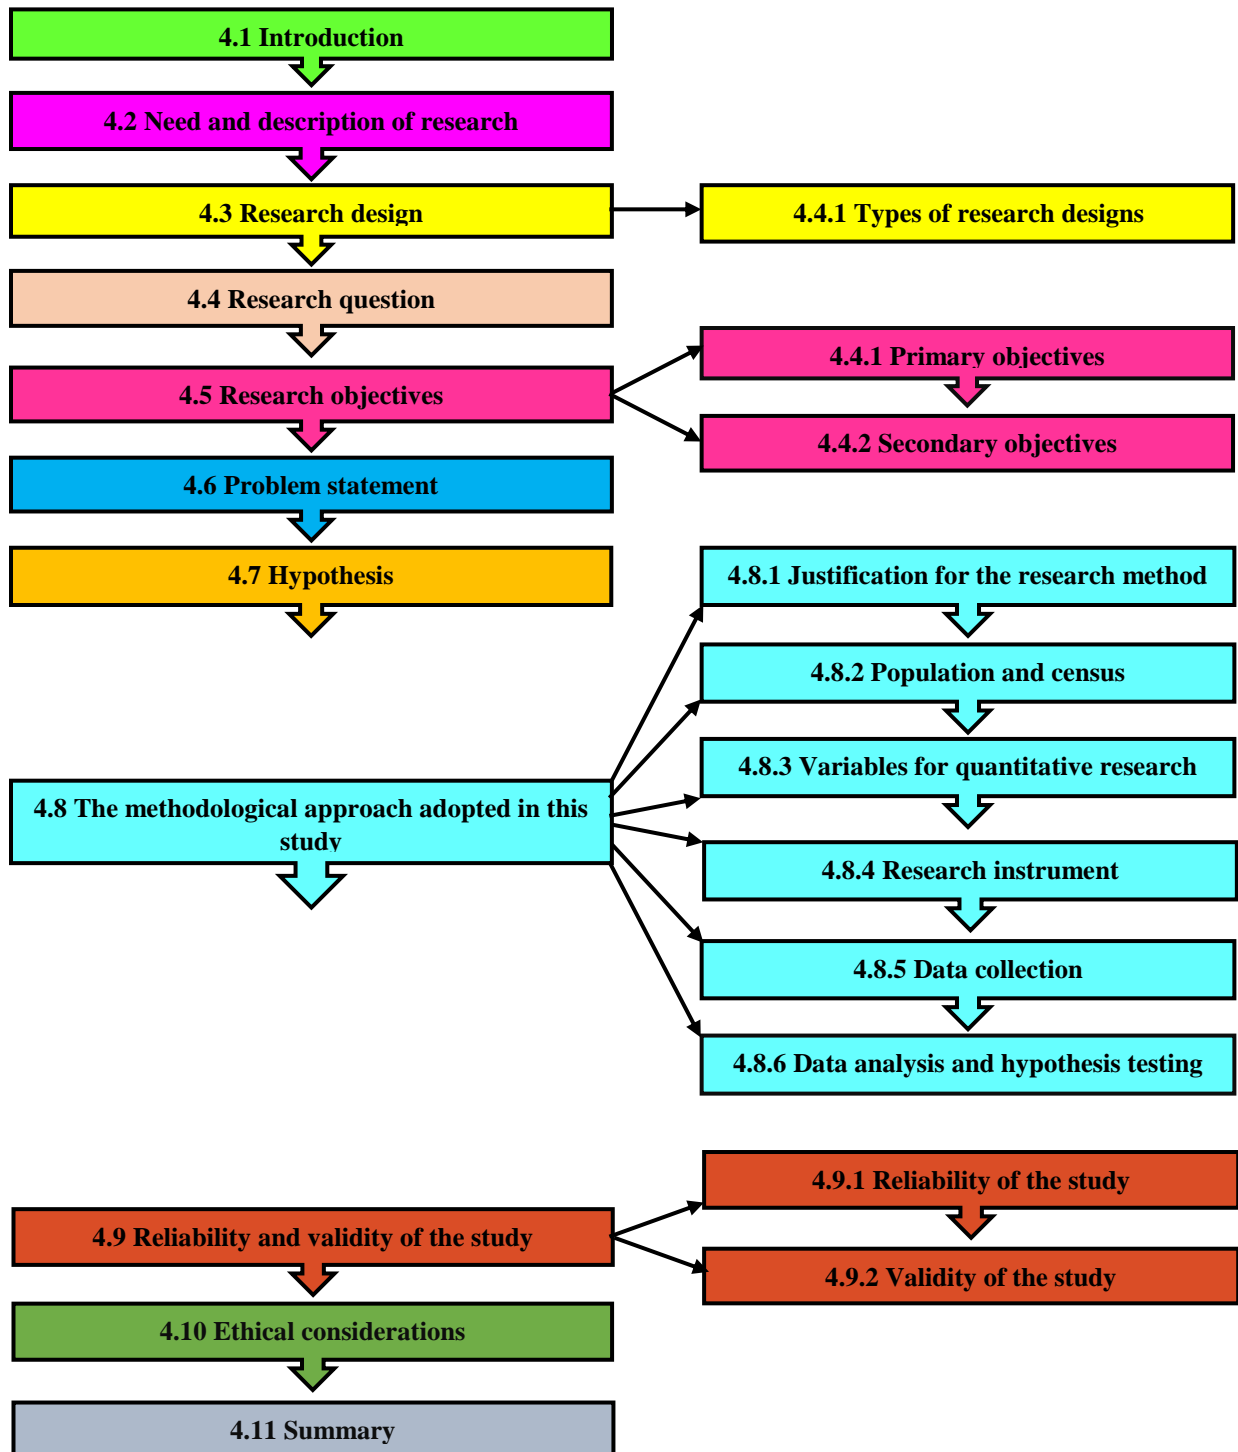 4.1 Introduction
4.2 Need and description of research
4.3 Research design
4.4.1 Types of research designs
4.4 Research question
4.5 Research objectives
4.4.1 Primary objectives
4.4.2 Secondary objectives
4.6 Problem statement
4.7 Hypothesis
4.8 The methodological approach adopted in this
study
4.8.1 Justification for the research method
4.8.2 Population and census
4.8.3 Variables for quantitative research
4.8.4 Research instrument
4.8.5 Data collection
4.8.6 Data analysis and hypothesis testing
4.9 Reliability and validity of the study
4.9.1 Reliability of the study
4.9.2 Validity of the study
4.10 Ethical considerations
4.11 Summary